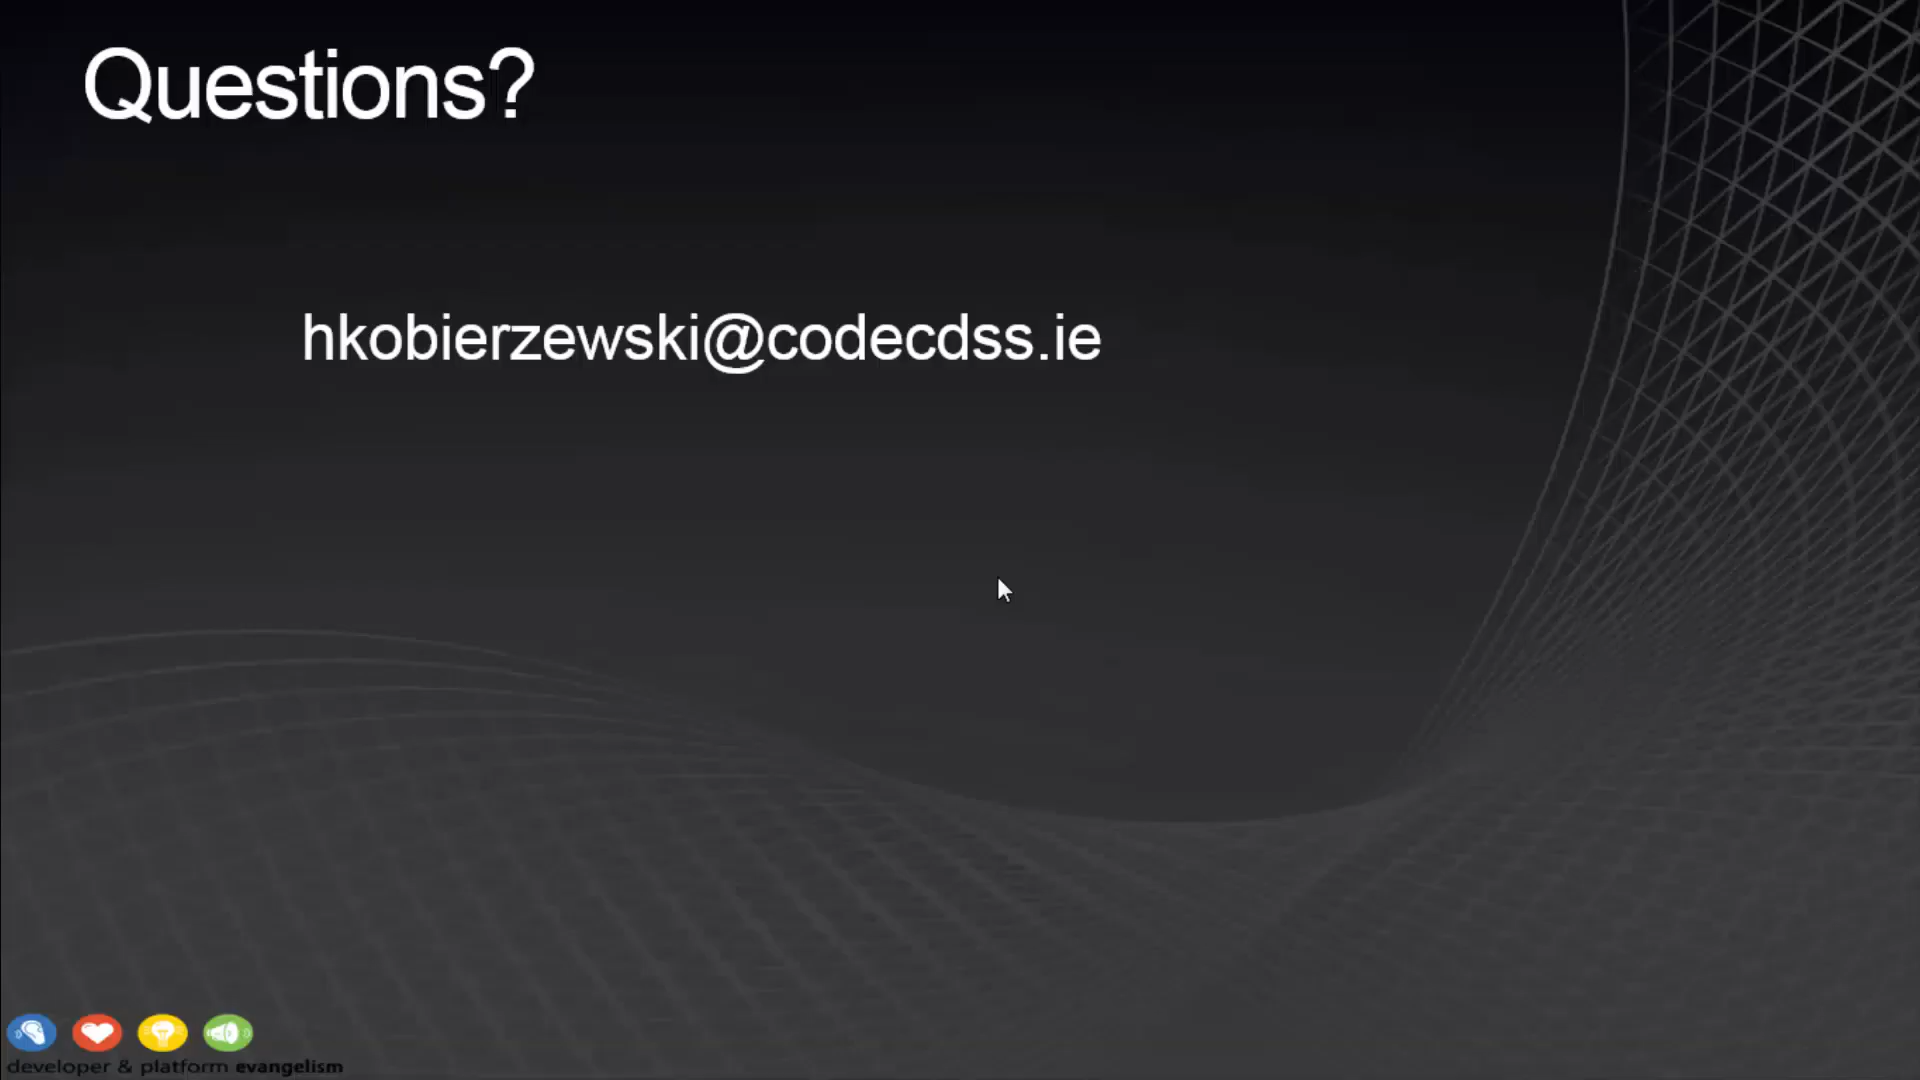 Questions?
hkobierzewski@codecdss.ie
developer & platform evangelism